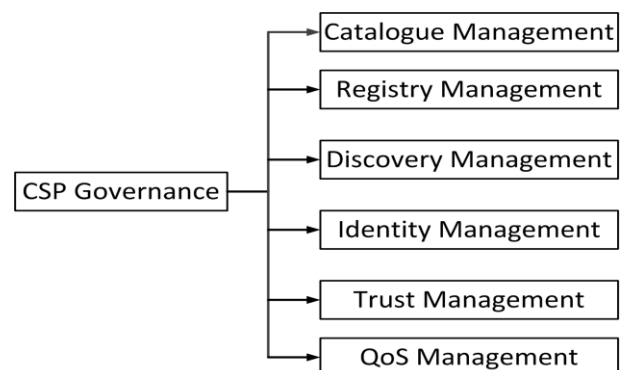 Catalogue Management
Registry Management
Discovery Management
CSP Governance
Identity Management
Trust Management
QoS Management